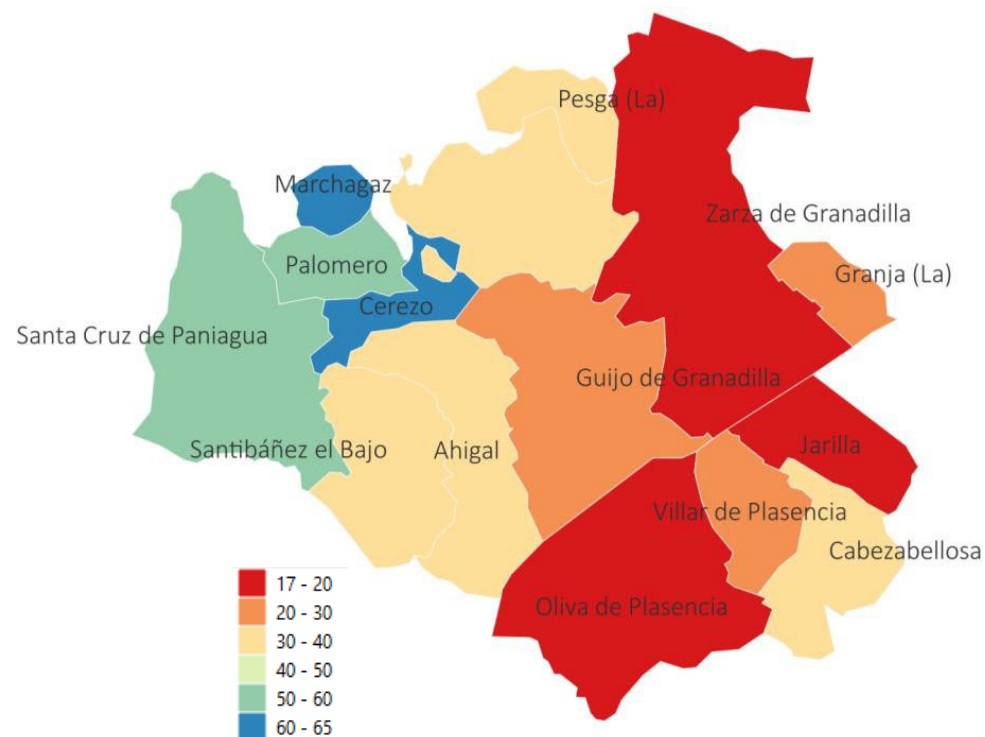 Pesga (La)
Marchagaz
Zarza de Granadilla
Palomero
Granja (La)
Cerezo
Santa Cruz de Paniagua
Guijo de Granadilla
Santibáñez el Bajo
Ahigal
Jarilla
Villar de Plasencia
Cabezabellosa
Oliva de Plasencia
17 - 20
20 - 30
30 - 40
40 - 50
50 - 60
60 - 65